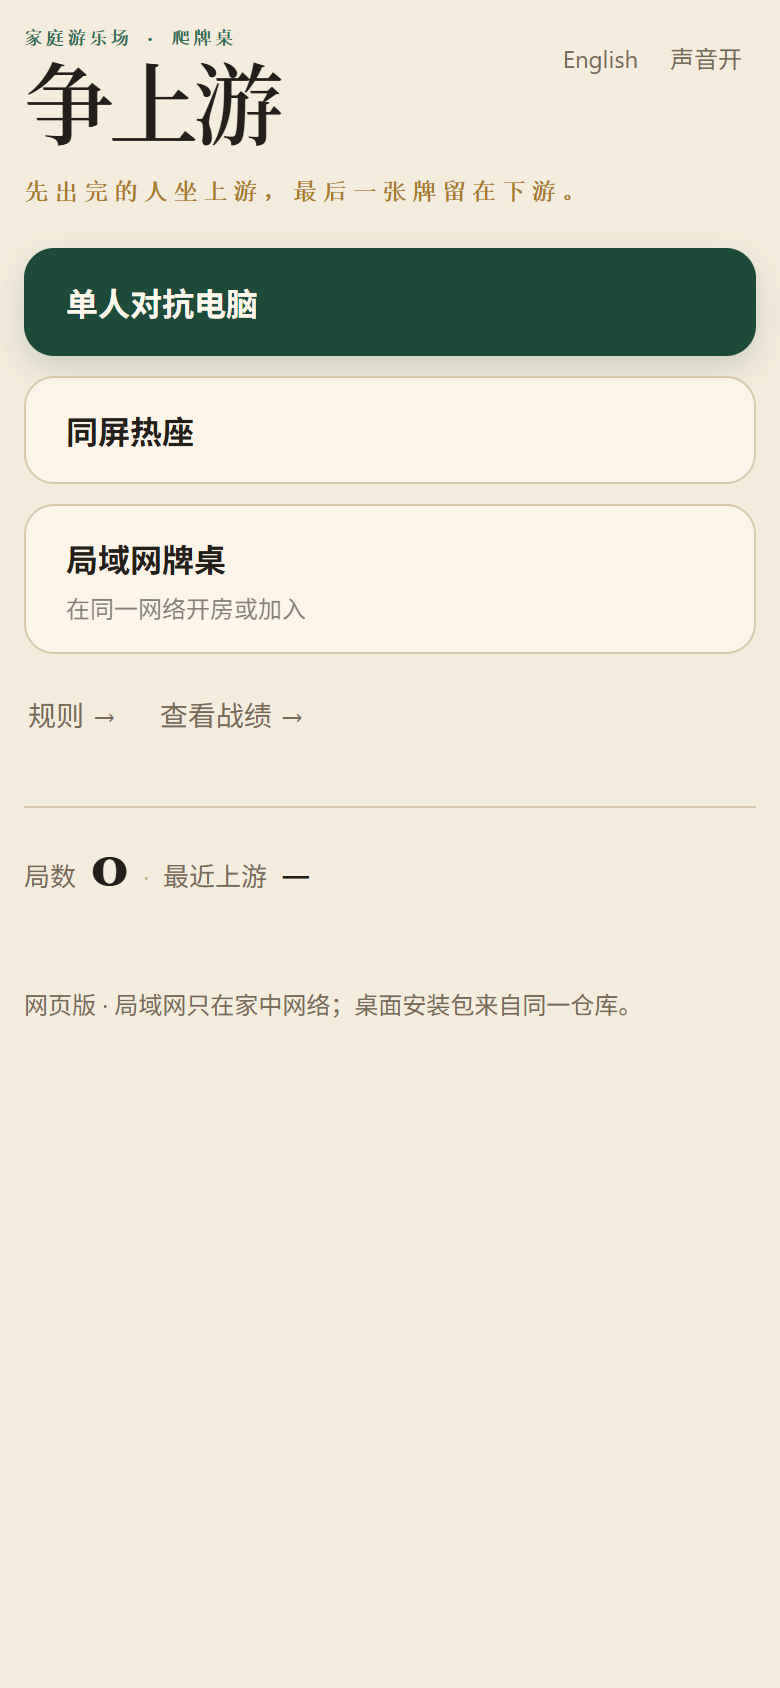 家庭游乐场 · 爬牌桌
争上游
English 声音开
先出完的人坐上游，最后一张牌留在下游。
单人对抗电脑
同屏热座
局域网牌桌
在同一网络开房或加入
规则 → 查看战绩 →
局数 0 · 最近上游 —
网页版 · 局域网只在家中网络；桌面安装包来自同一仓库。